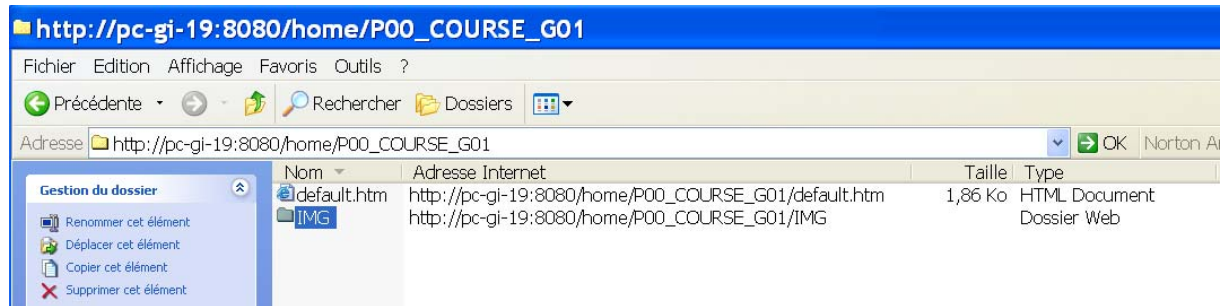 http://pc-gi-19:8080/home/P00_COURSE_G01
Fichier Edition Affichage Favoris Outils ?
Précédente Rechercher Dossiers
Adresse http://pc-gi-19:8080/home/P00_COURSE_G01 OK Norton
Nom Adresse Internet Taille Type
Gestion du dossier
default.htm http://pc-gi-19:8080/home/P00_COURSE_G01/default.htm 1,86 Ko HTML Document
IMG http://pc-gi-19:8080/home/P00_COURSE_G01/IMG Dossier Web
Renommer cet élément
Déplacer cet élément
Copier cet élément
Supprimer cet élément